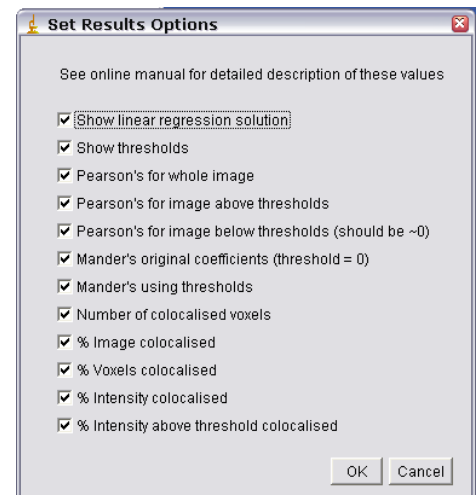 Set Results Options
See online manual for detailed description of these values
Show linear regression solution
Show thresholds
Pearson's for whole image
Pearson's for image above thresholds
Pearson's for image below thresholds (should be ~0)
Mander's original coefficients (threshold = 0)
Mander's using thresholds
Number of colocalised voxels
% Image colocalised
% Voxels colocalised
% Intensity colocalised
% Intensity above threshold colocalised
OK Cancel